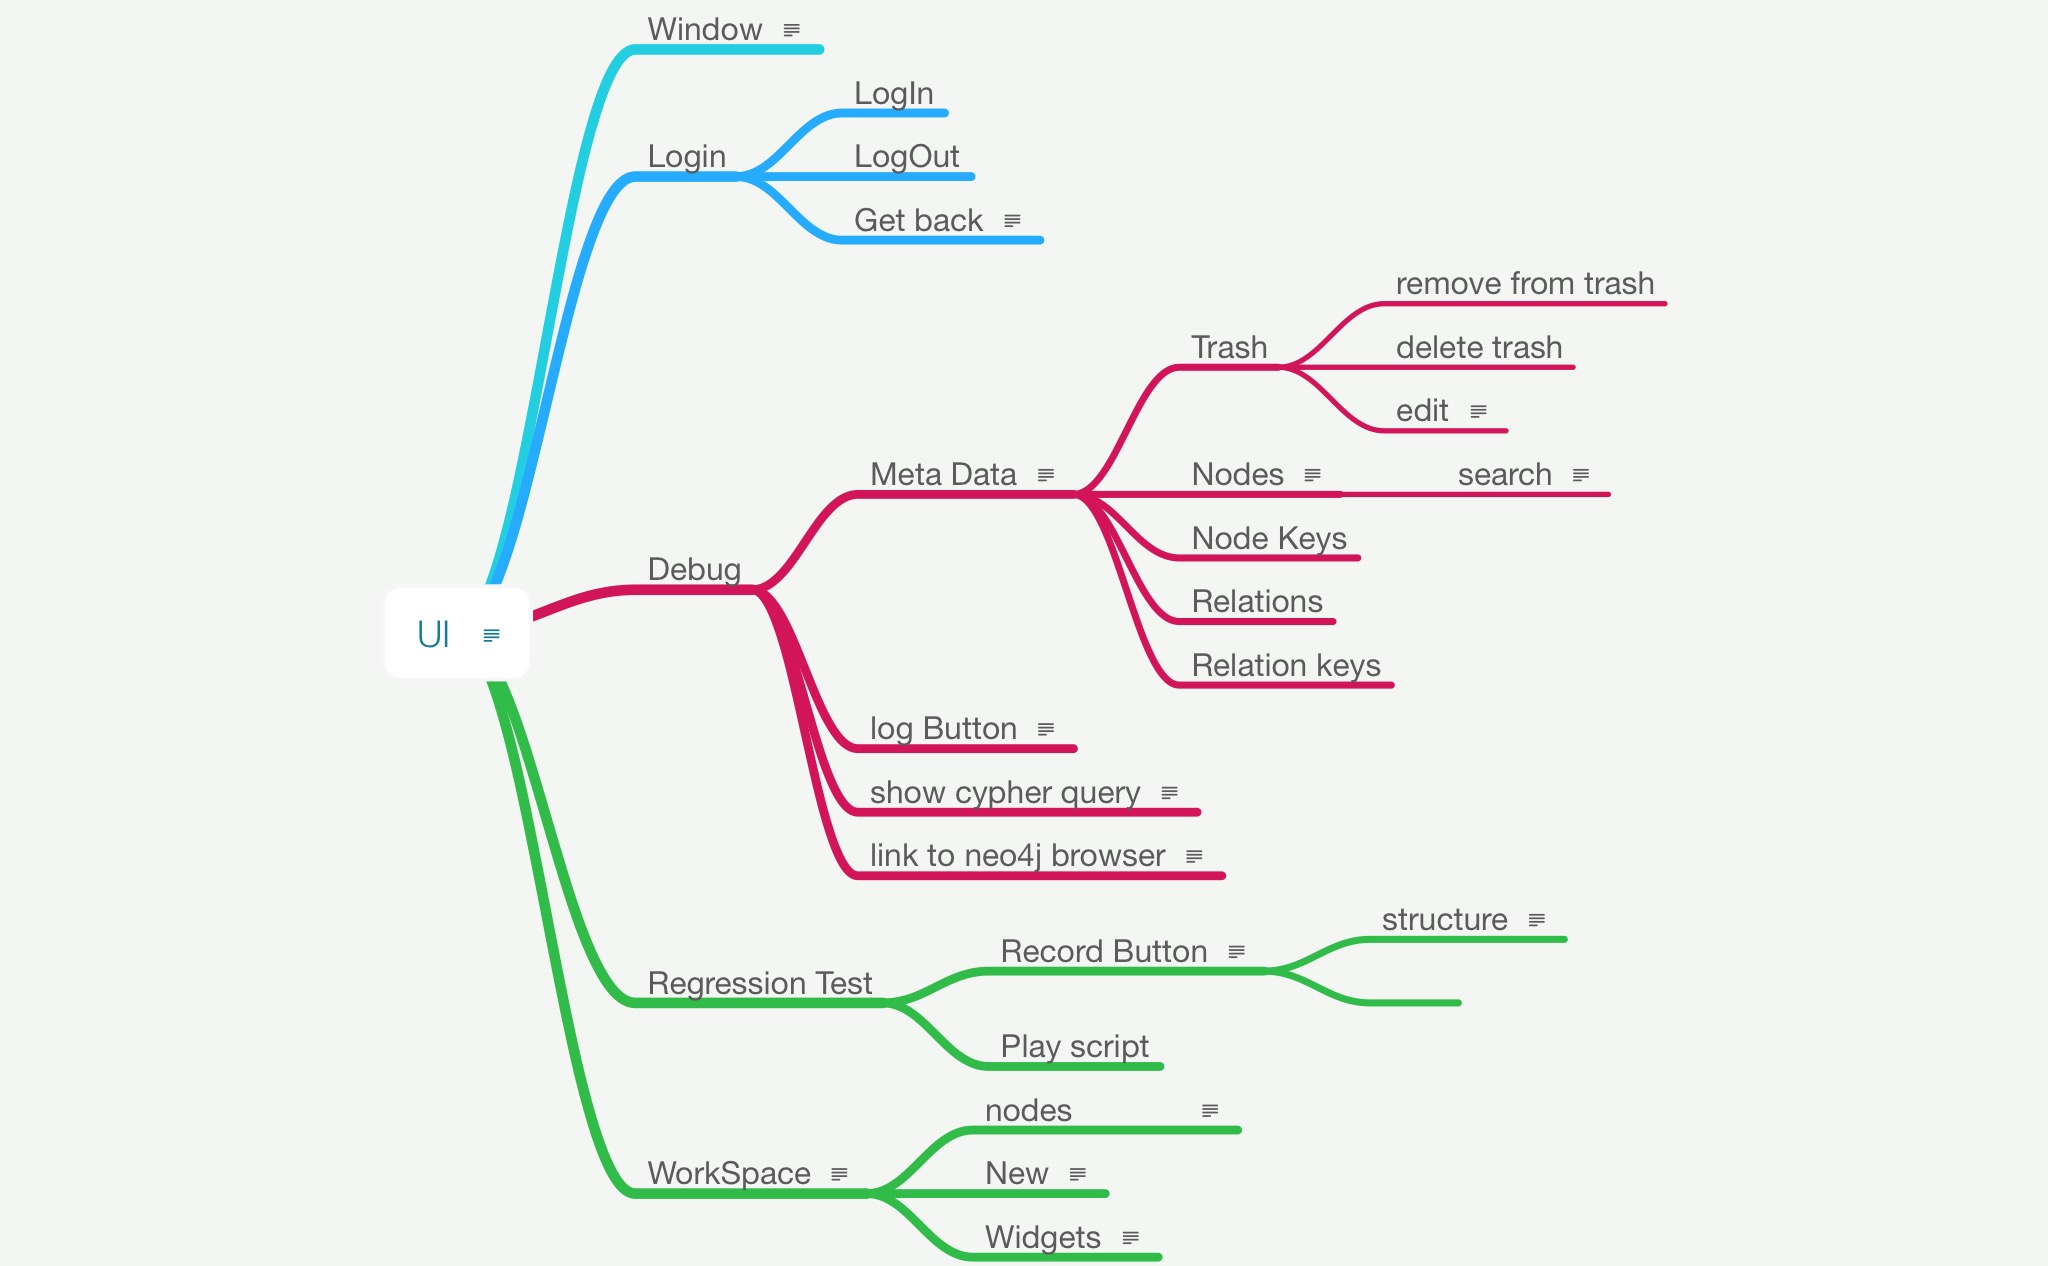 Window
LogIn
Login
LogOut
Get back
remove from trash
Trash
delete trash
edit
Meta Data
Nodes
search
Node Keys
Debug
Relations
UI
Relation keys
log Button
show cypher query
link to neo4j browser
structure
Record Button
Regression Test
Play script
nodes
WorkSpace
New
Widgets